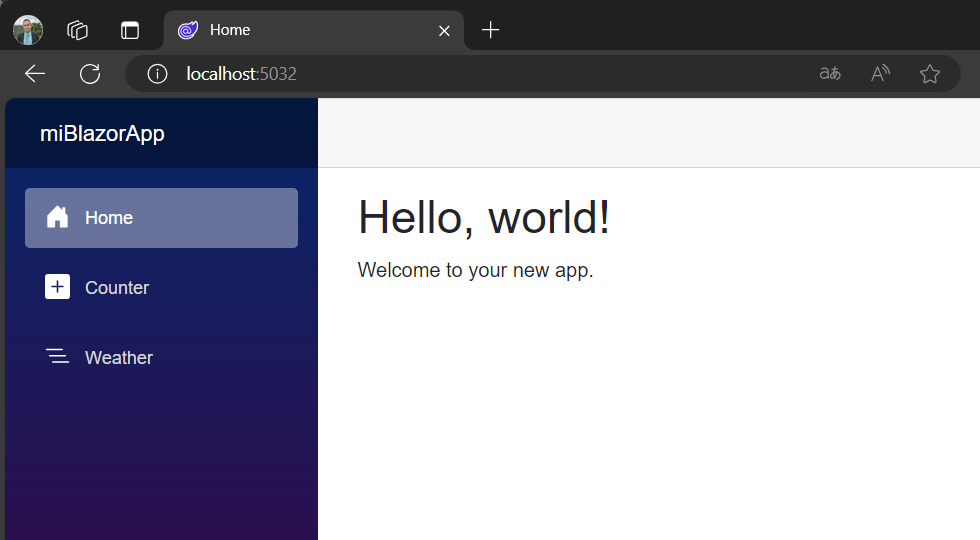 Home
localhost:5032
miBlazorApp
Home
Counter
Weather
Hello, world!
Welcome to your new app.